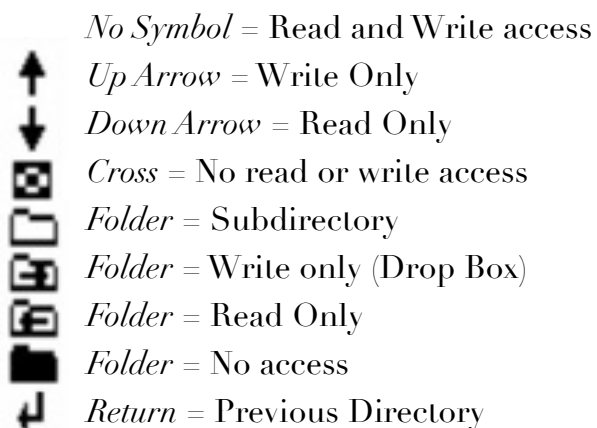 No Symbol = Read and Write access
Up Arrow = Write Only
Down Arrow = Read Only
Cross = No read or write access
Folder = Subdirectory
Folder = Write only (Drop Box)
Folder = Read Only
Folder = No access
Return = Previous Directory